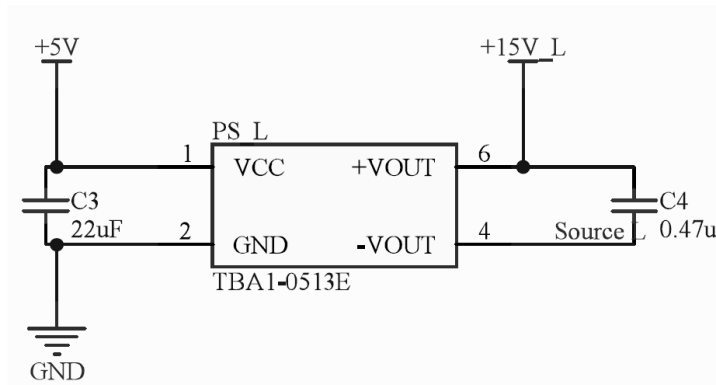 +5V
+15V_L
PS_L
1
VCC
+VOUT
6
C3
22uF
C4
0.47u
2
GND
-VOUT
4
Source_L
TBA1-0513E
GND